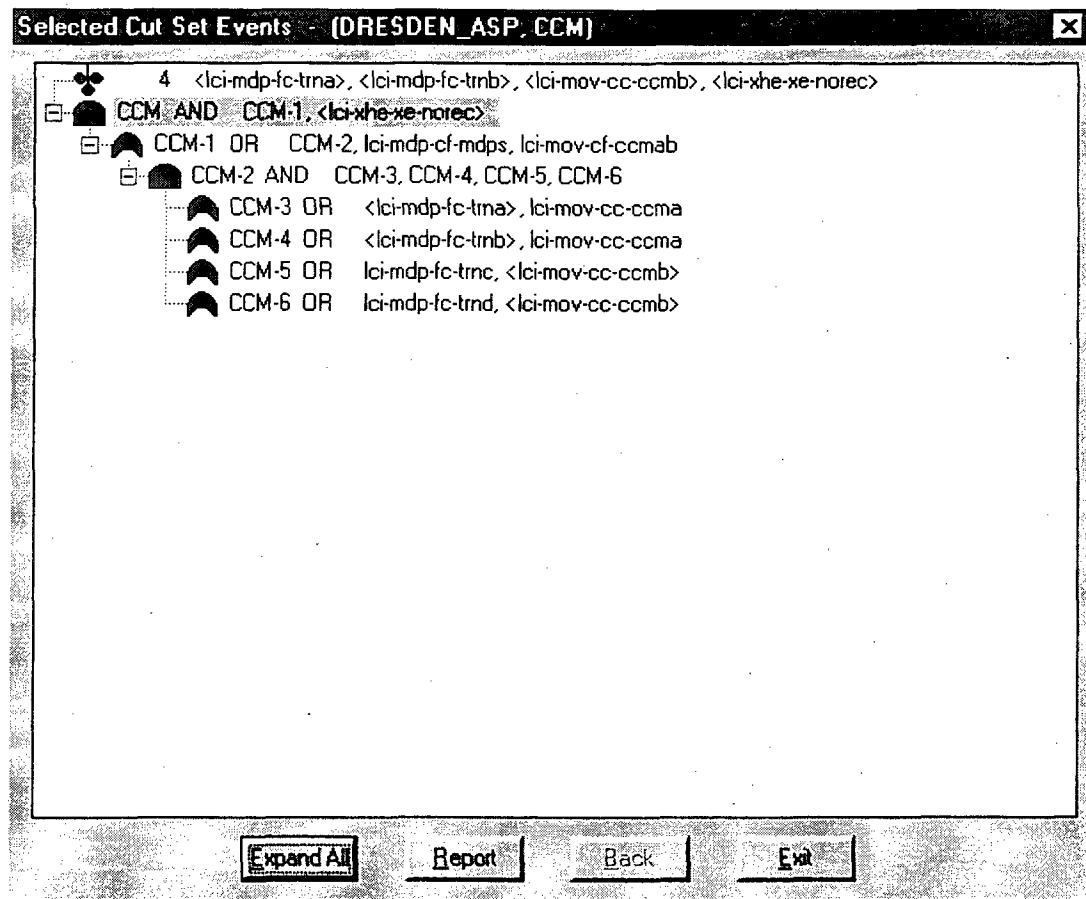 Selected Cut Set Events - (DRESDEN_ASP, CCM)
4 <lci-mdp-fc-trna>, <lci-mdp-fc-trnb>, <lci-mov-cc-ccmb>, <lci-xhe-xe-norec>
CCM AND CCM-1, <lci-xhe-xe-norec>
CCM-1 OR CCM-2, lci-mdp-cf-mdps, lci-mov-cf-ccmab
CCM-2 AND CCM-3, CCM-4, CCM-5, CCM-6
CCM-3 OR <lci-mdp-fc-trna>, lci-mov-cc-ccma
CCM-4 OR <lci-mdp-fc-trnb>, lci-mov-cc-ccma
CCM-5 OR lci-mdp-fc-trnc, <lci-mov-cc-ccmb>
CCM-6 OR lci-mdp-fc-trnd, <lci-mov-cc-ccmb>
Expand All Report Back Exit